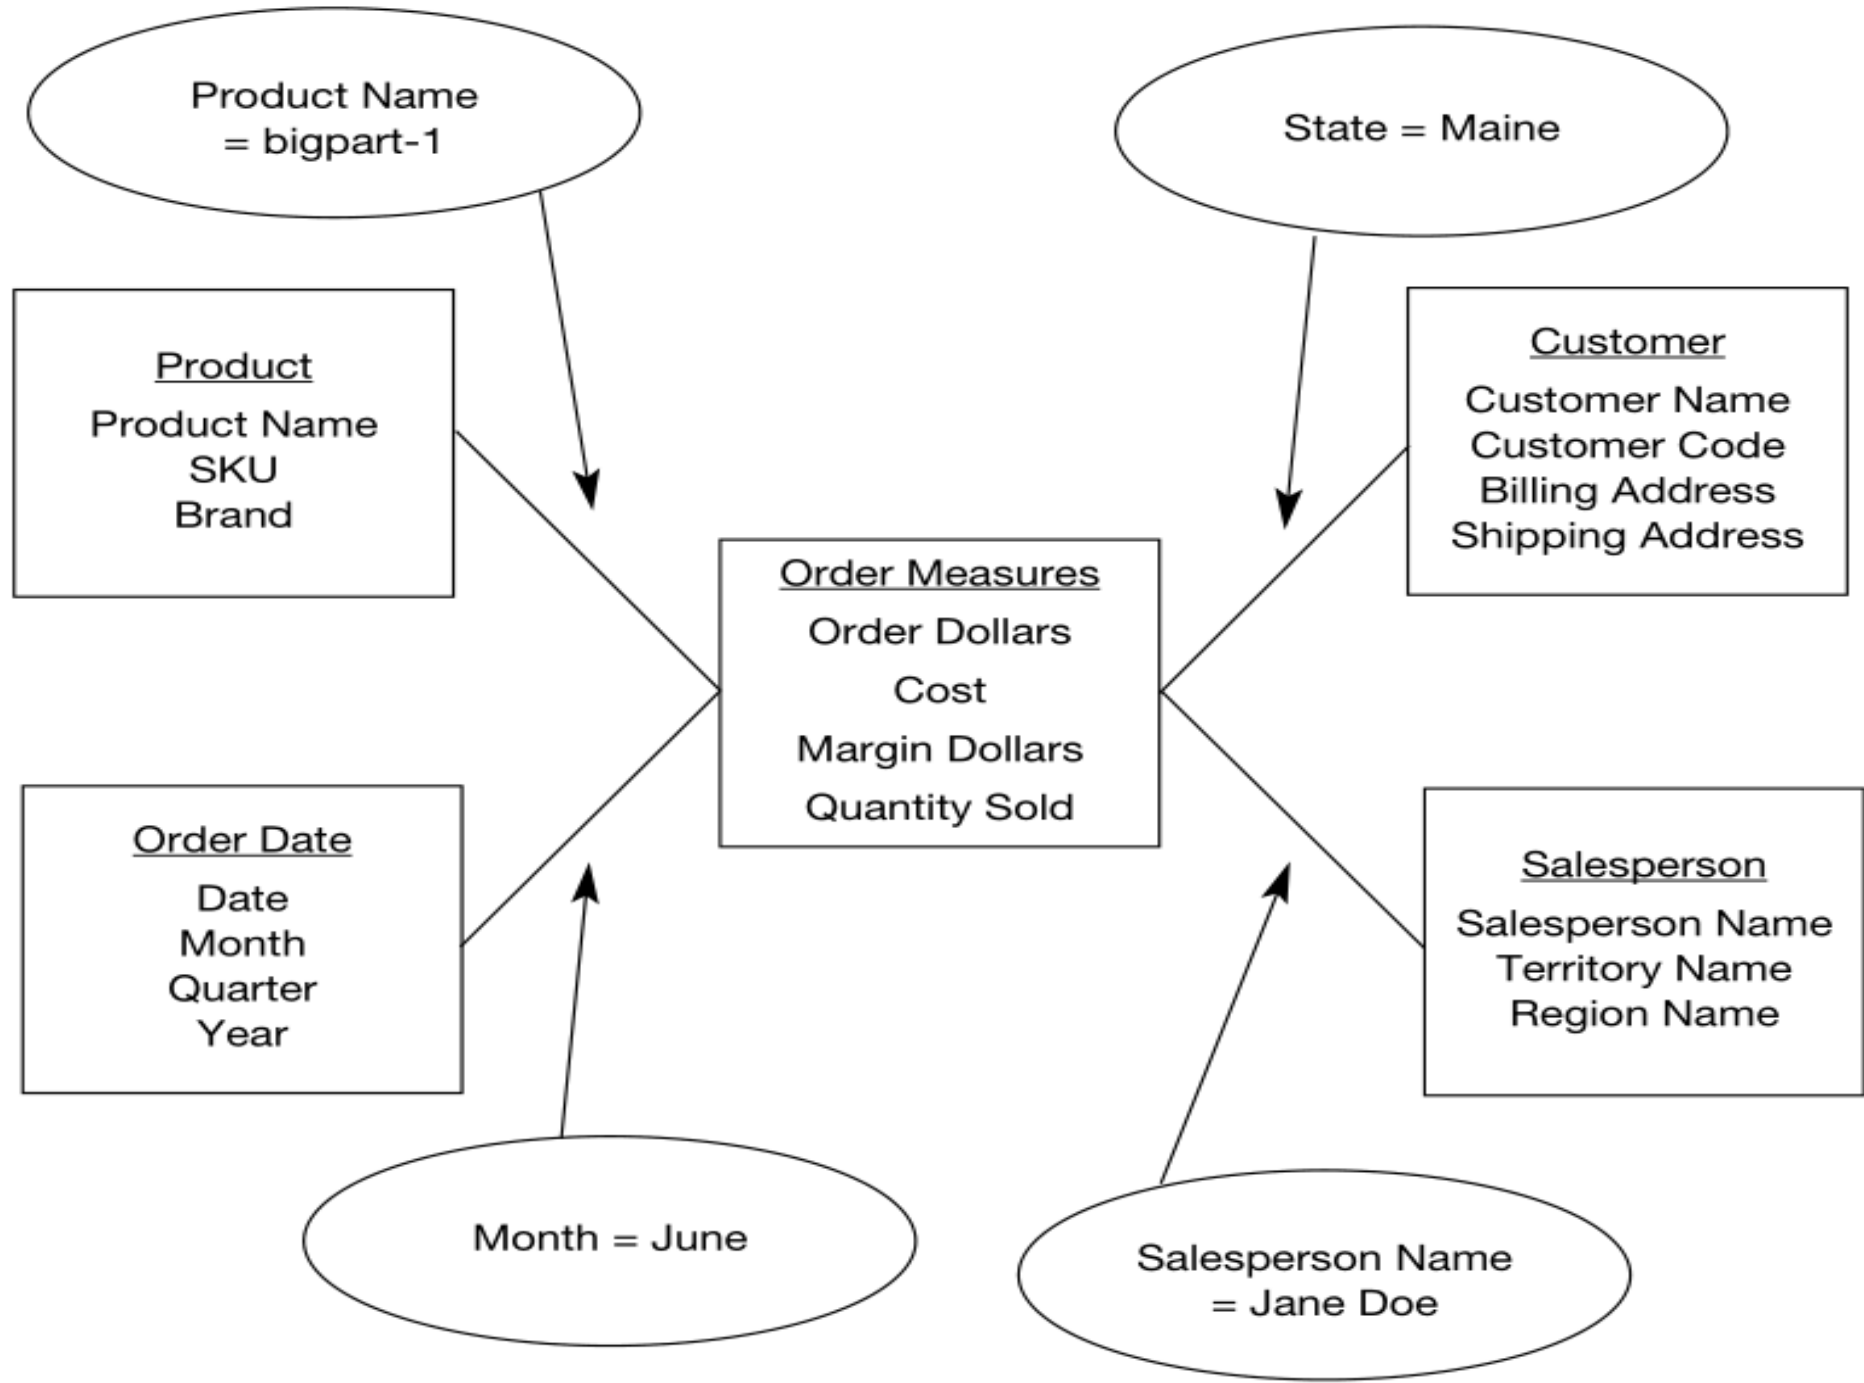 Product Name
= bigpart-1
State = Maine
Product
Product Name
SKU
Brand
Customer
Customer Name
Customer Code
Billing Address
Shipping Address
Order Measures
Order Dollars
Cost
Margin Dollars
Quantity Sold
Order Date
Date
Month
Quarter
Year
Salesperson
Salesperson Name
Territory Name
Region Name
Month = June
Salesperson Name
= Jane Doe